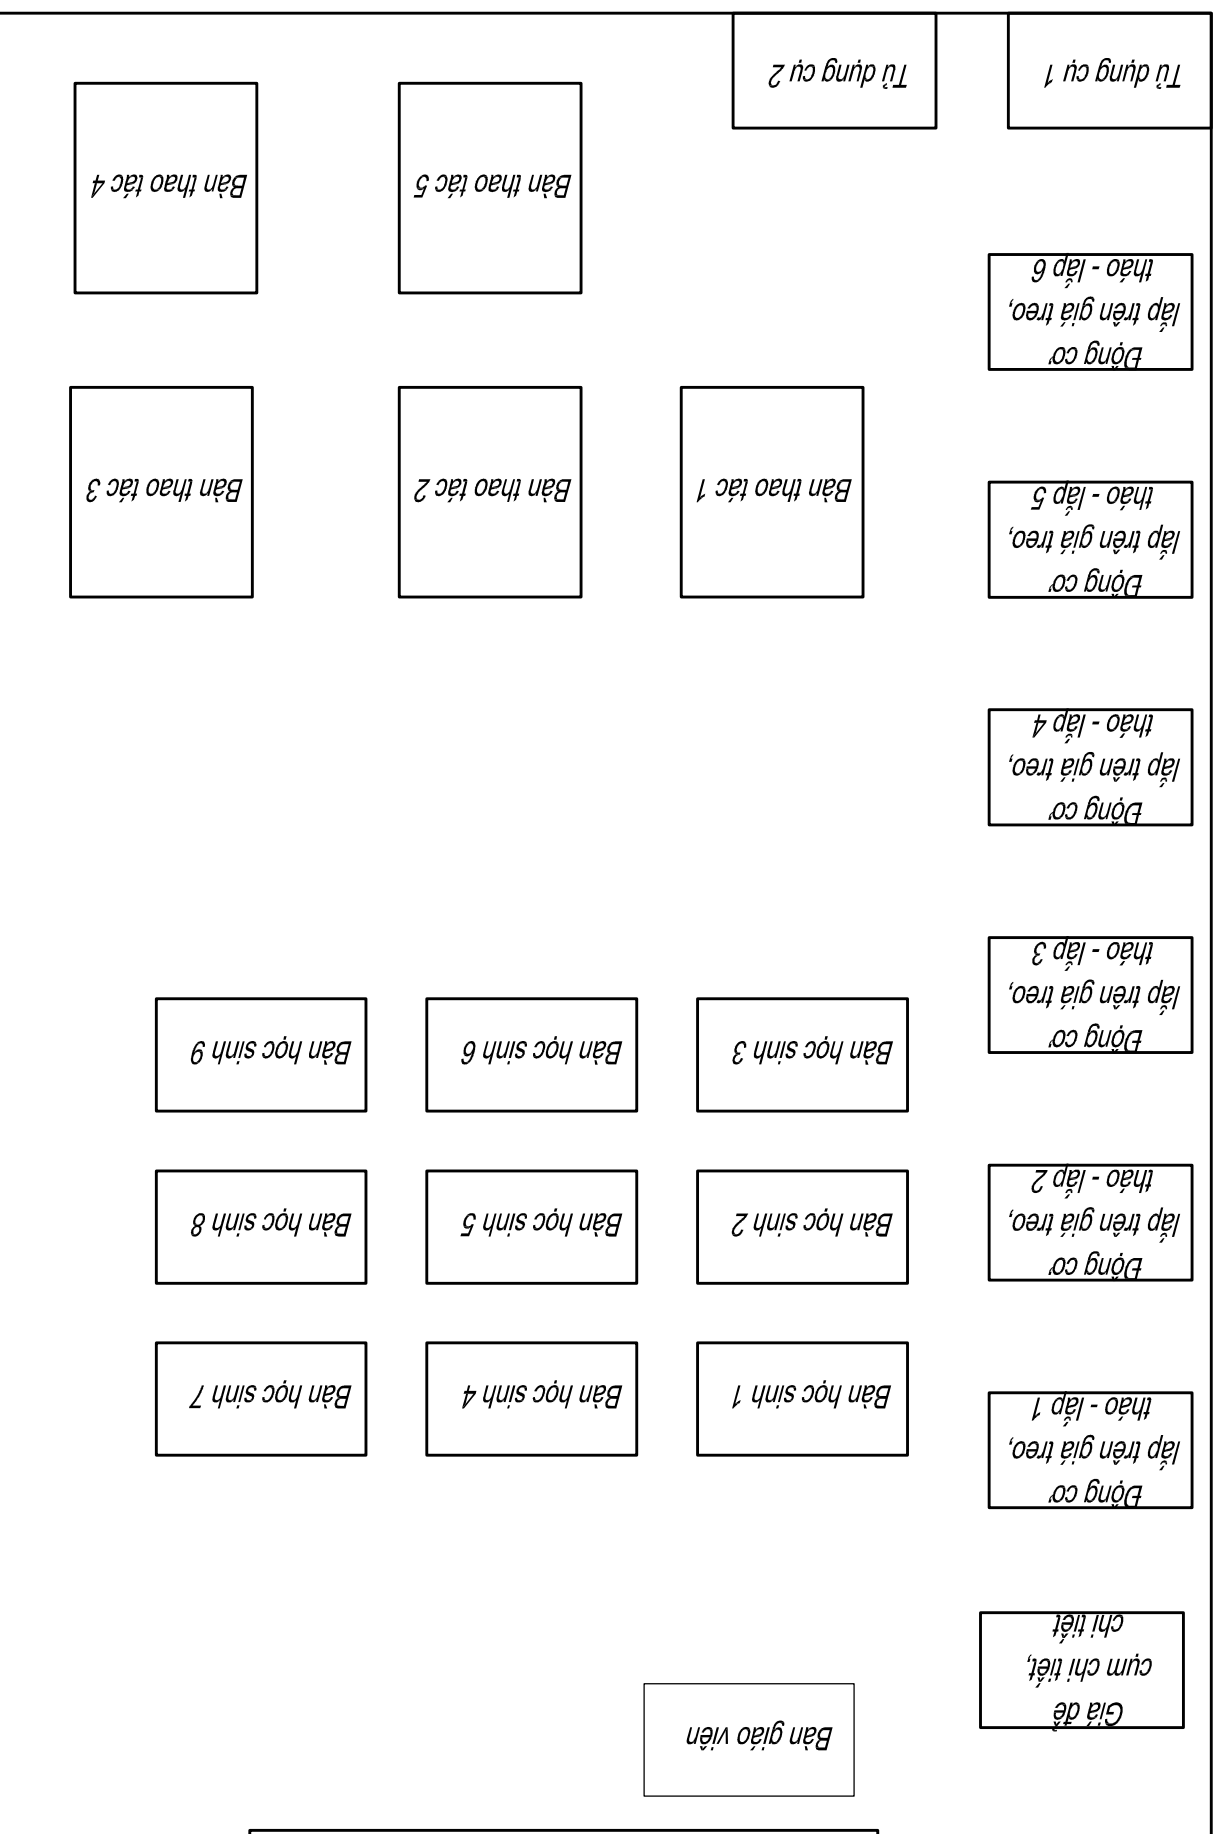 Bàn giáo viên
Giá để
cụm chi tiết,
chi tiết
Động cơ
lắp trên giá treo,
tháo - lắp 1
Bàn học sinh 1
Bàn học sinh 4
Bàn học sinh 7
Động cơ
lắp trên giá treo,
tháo - lắp 2
Bàn học sinh 2
Bàn học sinh 5
Bàn học sinh 8
Động cơ
lắp trên giá treo,
tháo - lắp 3
Bàn học sinh 3
Bàn học sinh 6
Bàn học sinh 9
Động cơ
lắp trên giá treo,
tháo - lắp 4
Động cơ
lắp trên giá treo,
tháo - lắp 5
Bàn thao tác 1
Bàn thao tác 2
Bàn thao tác 3
Động cơ
lắp trên giá treo,
tháo - lắp 6
Bàn thao tác 5
Bàn thao tác 4
Tủ dụng cụ 1
Tủ dụng cụ 2